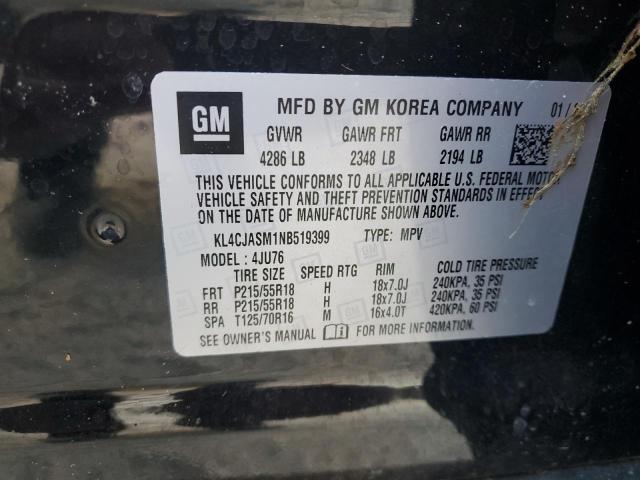 GM MFD BY GM KOREA COMPANY 01 /
GVWR GAWR FRT GAWR RR
4286 LB 2348 LB 2194 LB
THIS VEHICLE CONFORMS TO ALL APPLICABLE U.S. FEDERAL MOTOR
VEHICLE SAFETY AND THEFT PREVENTION STANDARDS IN EFFECT
ON THE DATE OF MANUFACTURE SHOWN ABOVE.
KL4CJASM1NB519399 TYPE: MPV
MODEL : 4JU76
TIRE SIZE SPEED RTG RIM COLD TIRE PRESSURE
FRT P215/55R18 H 18x7.0J 240KPA, 35 PSI
RR P215/55R18 H 18x7.0J 240KPA, 35 PSI
SPA T125/70R16 M 16x4.0T 420KPA, 60 PSI
SEE OWNER'S MANUAL FOR MORE INFORMATION.